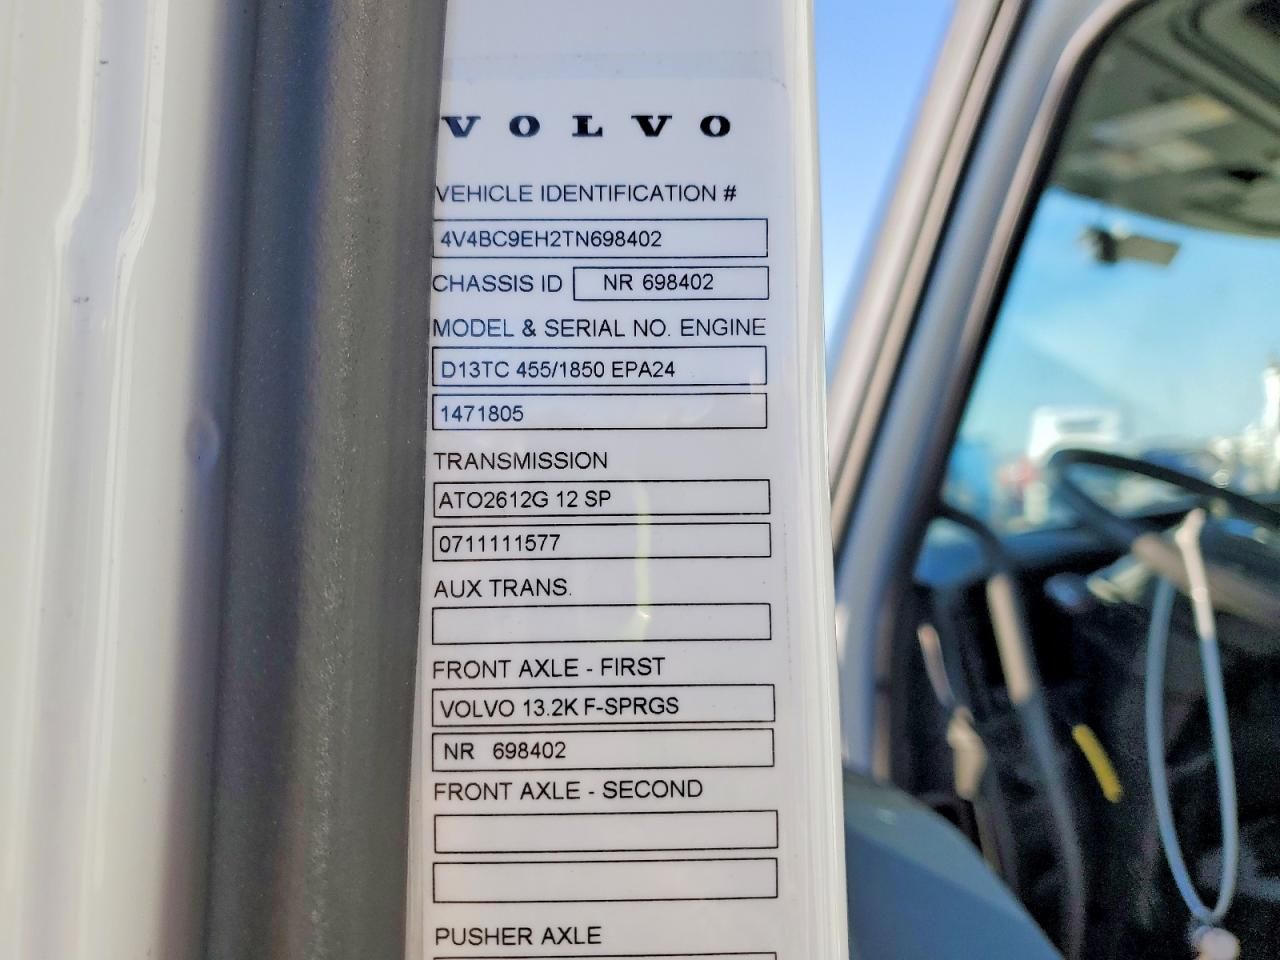 VOLVO
VEHICLE IDENTIFICATION #
4V4BC9EH2TN698402
CHASSIS ID NR 698402
MODEL & SERIAL NO. ENGINE
D13TC 455/1850 EPA24
1471805
TRANSMISSION
ATO2612G 12 SP
0711111577
AUX TRANS.
FRONT AXLE - FIRST
VOLVO 13.2K F-SPRGS
NR 698402
FRONT AXLE - SECOND
PUSHER AXLE